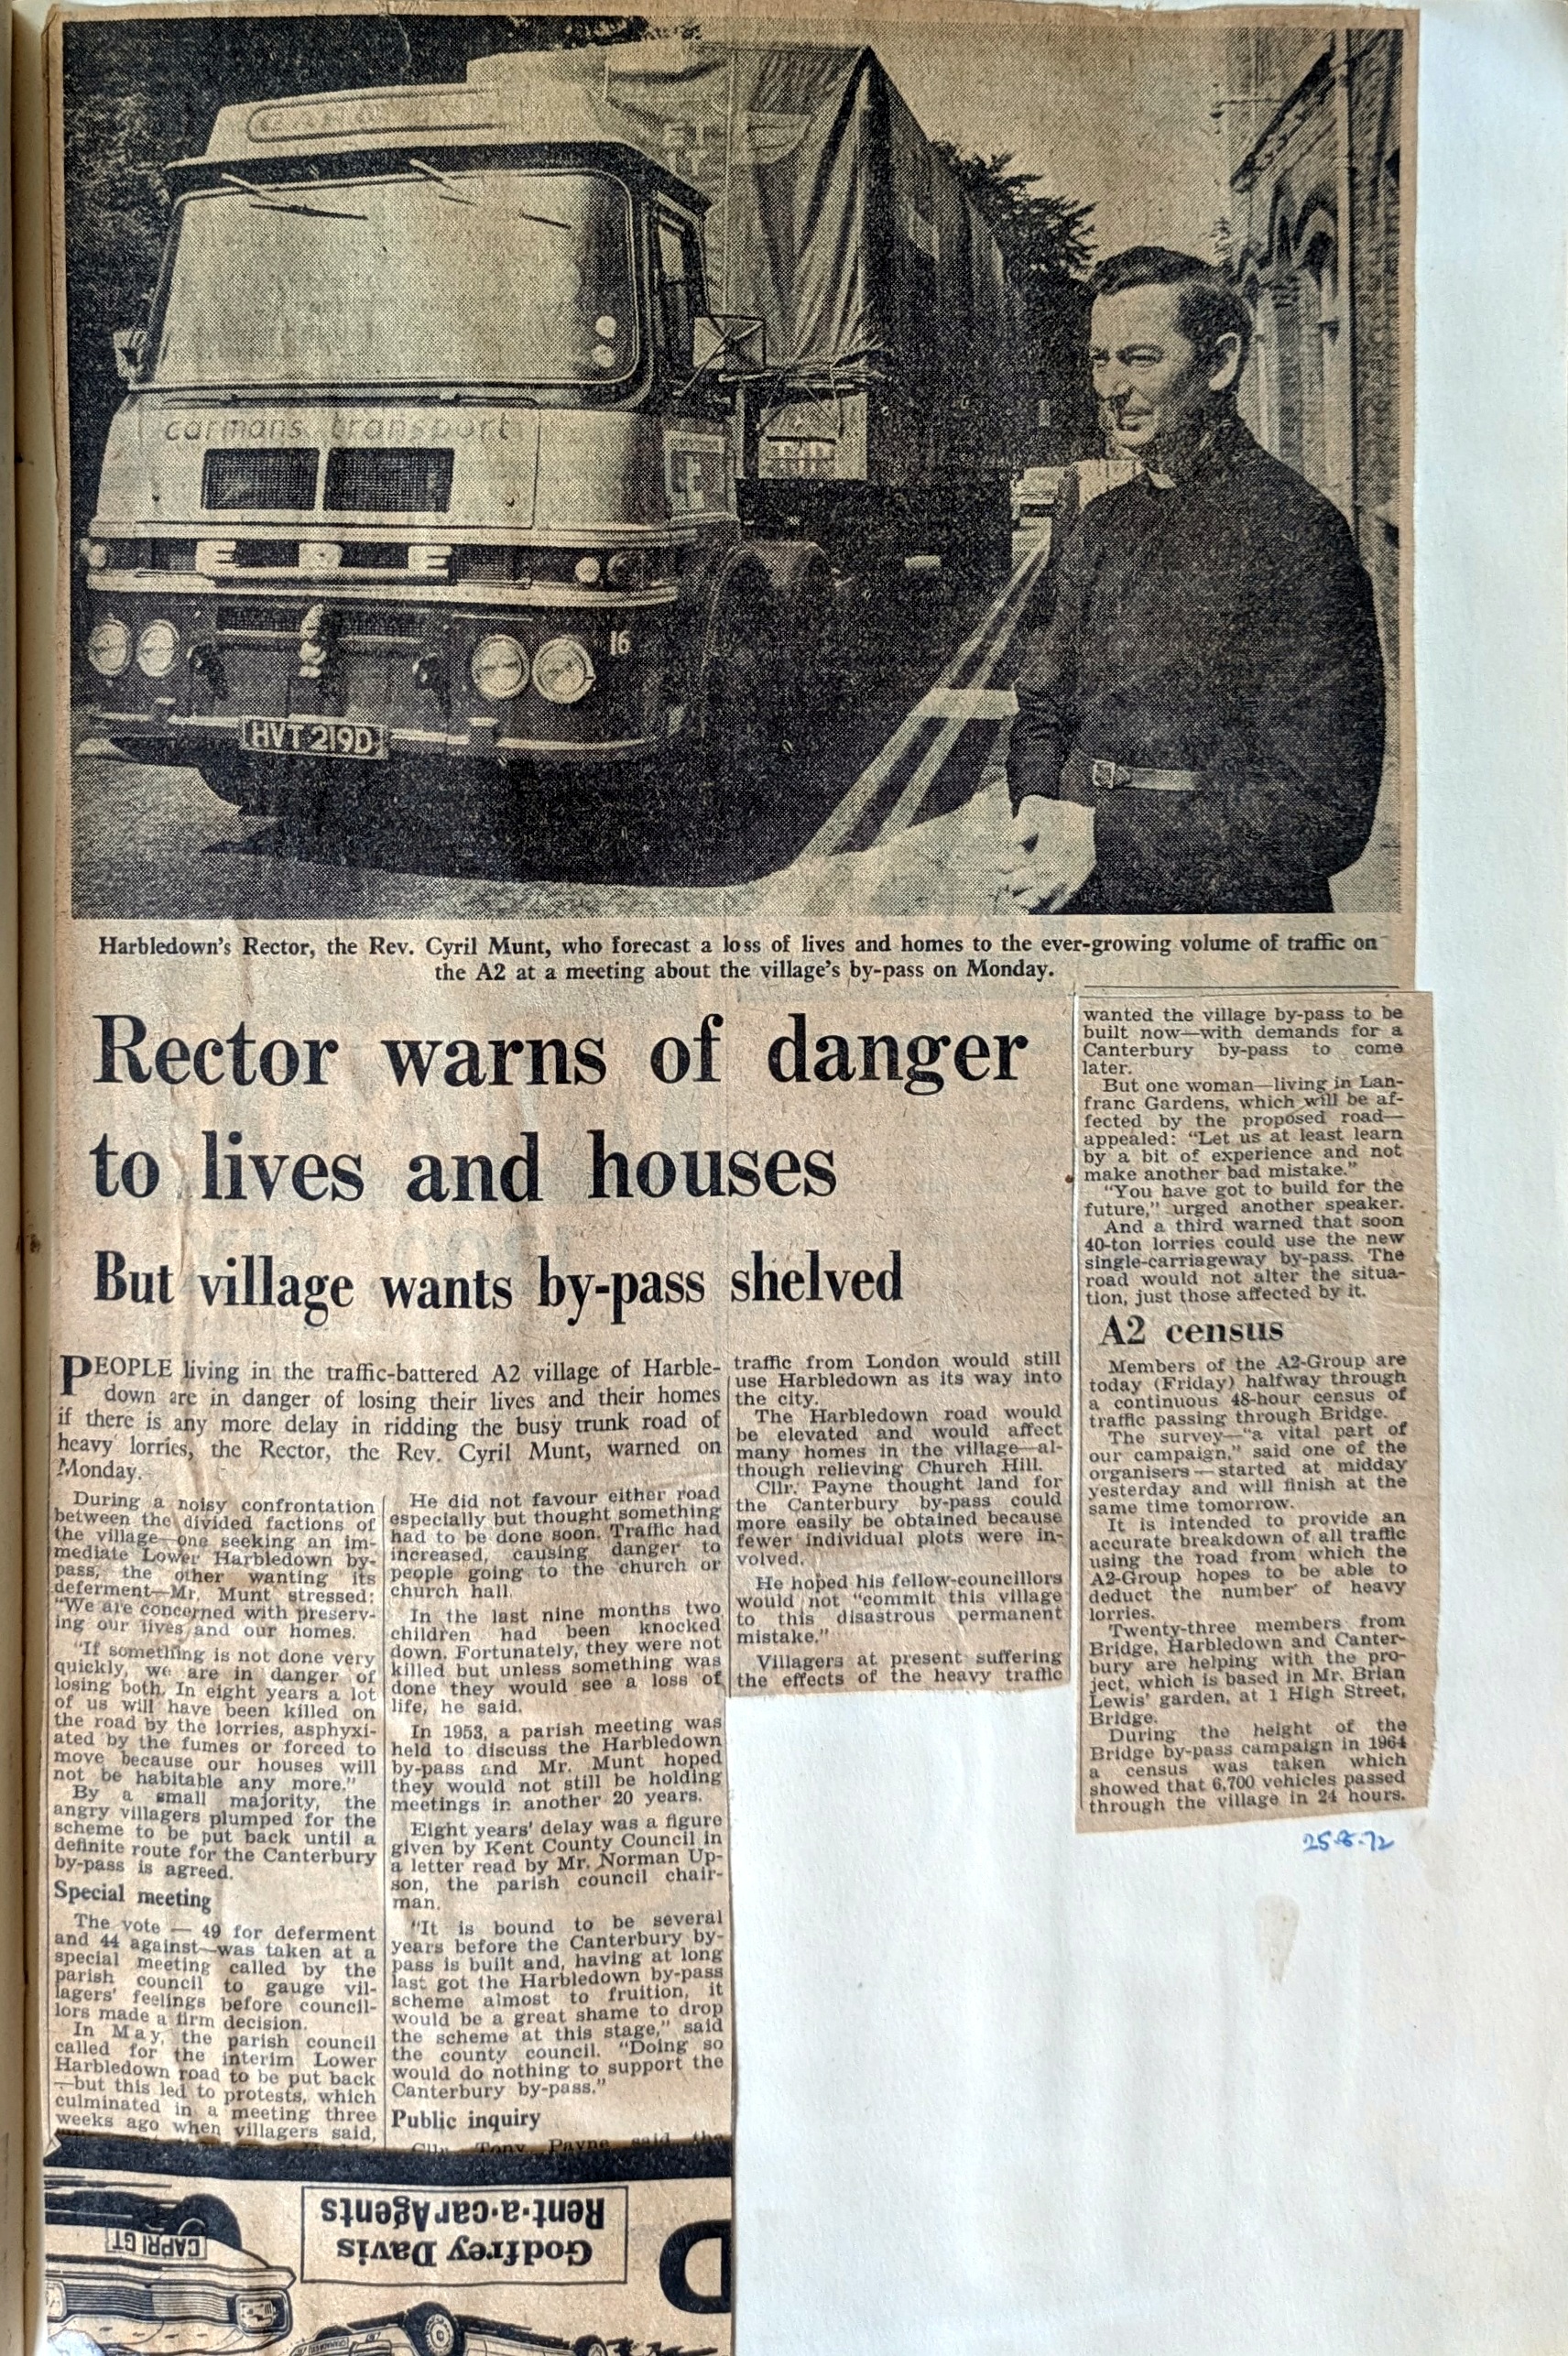 carmans transport
ERF
16
HVT 219D
Harbledown's Rector, the Rev. Cyril Munt, who forecast a loss of lives and homes to the ever-growing volume of traffic on
the A2 at a meeting about the village's by-pass on Monday.
Rector warns of danger
to lives and houses
But village wants by-pass shelved
PEOPLE living in the traffic-battered A2 village of Harble-
down are in danger of losing their lives and their homes
if there is any more delay in ridding the busy trunk road of
heavy lorries, the Rector, the Rev. Cyril Munt, warned on
Monday.
During a noisy confrontation
between the divided factions of
the village—one seeking an im-
mediate Lower Harbledown by-
pass, the other wanting its
deferment—Mr. Munt stressed:
"We are concerned with preserv-
ing our lives and our homes.
"If something is not done very
quickly, we are in danger of
losing both. In eight years a lot
of us will have been killed on
the road by the lorries, asphyxi-
ated by the fumes or forced to
move because our houses will
not be habitable any more."
By a small majority, the
angry villagers plumped for the
scheme to be put back until a
definite route for the Canterbury
by-pass is agreed.
Special meeting
The vote — 49 for deferment
and 44 against—was taken at a
special meeting called by the
parish council to gauge vil-
lagers' feelings before council-
lors made a firm decision.
In May, the parish council
called for the interim Lower
Harbledown road to be put back
—but this led to protests, which
culminated in a meeting three
weeks ago when villagers said,
He did not favour either road
especially but thought something
had to be done soon. Traffic had
increased, causing danger to
people going to the church or
church hall.
In the last nine months two
children had been knocked
down. Fortunately, they were not
killed but unless something was
done they would see a loss of
life, he said.
In 1953, a parish meeting was
held to discuss the Harbledown
by-pass and Mr. Munt hoped
they would not still be holding
meetings in another 20 years.
Eight years' delay was a figure
given by Kent County Council in
a letter read by Mr. Norman Up-
son, the parish council chair-
man.
"It is bound to be several
years before the Canterbury by-
pass is built and, having at long
last got the Harbledown by-pass
scheme almost to fruition, it
would be a great shame to drop
the scheme at this stage," said
the county council. "Doing so
would do nothing to support the
Canterbury by-pass."
Public inquiry
Cllr. Tony Payne said the
traffic from London would still
use Harbledown as its way into
the city.
The Harbledown road would
be elevated and would affect
many homes in the village—al-
though relieving Church Hill.
Cllr. Payne thought land for
the Canterbury by-pass could
more easily be obtained because
fewer individual plots were in-
volved.
He hoped his fellow-councillors
would not "commit this village
to this disastrous permanent
mistake."
Villagers at present suffering
the effects of the heavy traffic
wanted the village by-pass to be
built now—with demands for a
Canterbury by-pass to come
later.
But one woman—living in Lan-
franc Gardens, which will be af-
fected by the proposed road—
appealed: "Let us at least learn
by a bit of experience and not
make another bad mistake."
"You have got to build for the
future," urged another speaker.
And a third warned that soon
40-ton lorries could use the new
single-carriageway by-pass. The
road would not alter the situa-
tion, just those affected by it.
A2 census
Members of the A2-Group are
today (Friday) halfway through
a continuous 48-hour census of
traffic passing through Bridge.
The survey—"a vital part of
our campaign," said one of the
organisers—started at midday
yesterday and will finish at the
same time tomorrow.
It is intended to provide an
accurate breakdown of all traffic
using the road from which the
A2-Group hopes to be able to
deduct the number of heavy
lorries.
Twenty-three members from
Bridge, Harbledown and Canter-
bury are helping with the pro-
ject, which is based in Mr. Brian
Lewis' garden, at 1 High Street,
Bridge.
During the height of the
Bridge by-pass campaign in 1964
a census was taken which
showed that 6,700 vehicles passed
through the village in 24 hours.
25.8.72
Godfrey Davis
Rent-a-car Agents
CAPRI GT
D